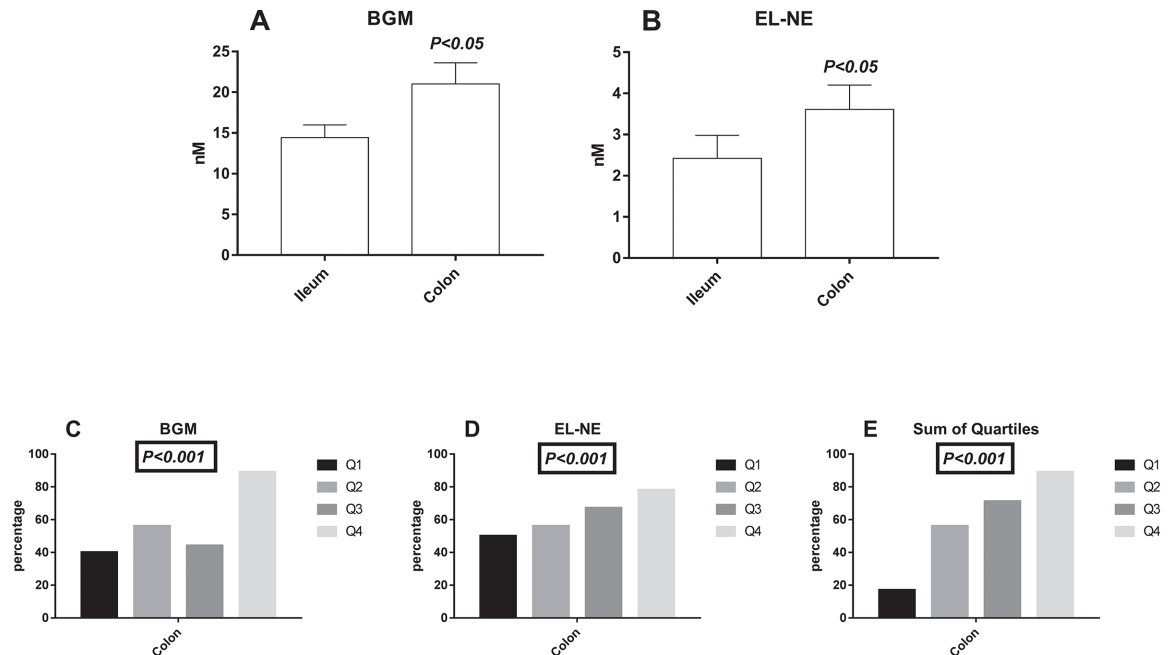 A
BGM
P<0.05
25
20
15
10
5
0
nM
Ileum
Colon
B
EL-NE
P<0.05
5
4
3
2
1
0
nM
Ileum
Colon
C
BGM
P<0.001
100
80
60
40
20
0
percentage
Colon
Q1
Q2
Q3
Q4
D
EL-NE
P<0.001
100
80
60
40
20
0
percentage
Colon
Q1
Q2
Q3
Q4
E
Sum of Quartiles
P<0.001
100
80
60
40
20
0
percentage
Colon
Q1
Q2
Q3
Q4